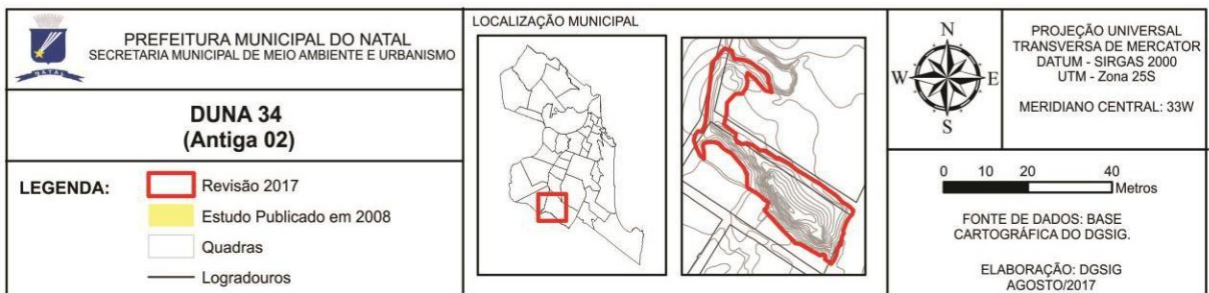 NATAL
PREFEITURA MUNICIPAL DO NATAL
SECRETARIA MUNICIPAL DE MEIO AMBIENTE E URBANISMO
DUNA 34
(Antiga 02)
LEGENDA:
Revisão 2017
Estudo Publicado em 2008
Quadras
Logradouros
LOCALIZAÇÃO MUNICIPAL
N
W
E
S
PROJEÇÃO UNIVERSAL
TRANSVERSA DE MERCATOR
DATUM - SIRGAS 2000
UTM - Zona 25S
MERIDIANO CENTRAL: 33W
0 10 20 40
Metros
FONTE DE DADOS: BASE
CARTOGRÁFICA DO DGSIG.
ELABORAÇÃO: DGSIG
AGOSTO/2017